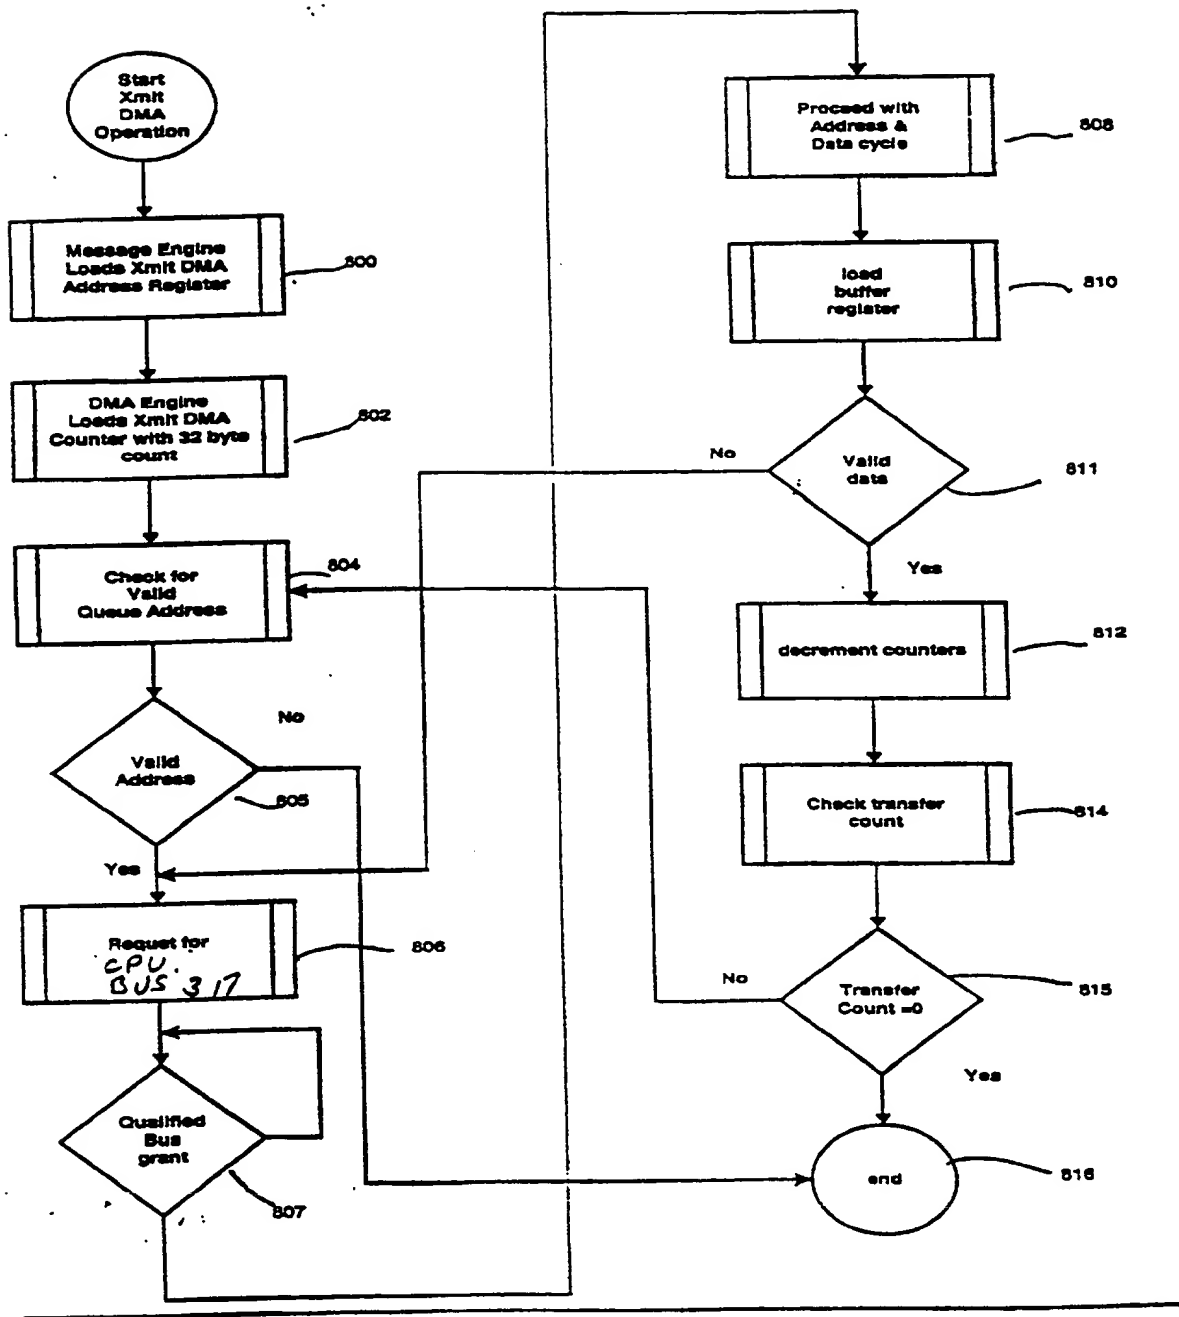 Start
Xmit
DMA
Operation
Message Engine
Loads Xmit DMA
Address Register
800
DMA Engine
Loads Xmit DMA
Counter with 32 byte
count
802
Check for
Valid
Queue Address
804
Valid
Address
No
805
Yes
Requet for
CPU
BUS 317
806
Qualified
Bus
grant
807
Proceed with
Address &
Data cycle
808
load
buffer
register
810
Valid
data
No
811
Yes
decrement counters
812
Check transfer
count
814
Transfer
Count =0
No
815
Yes
end
816